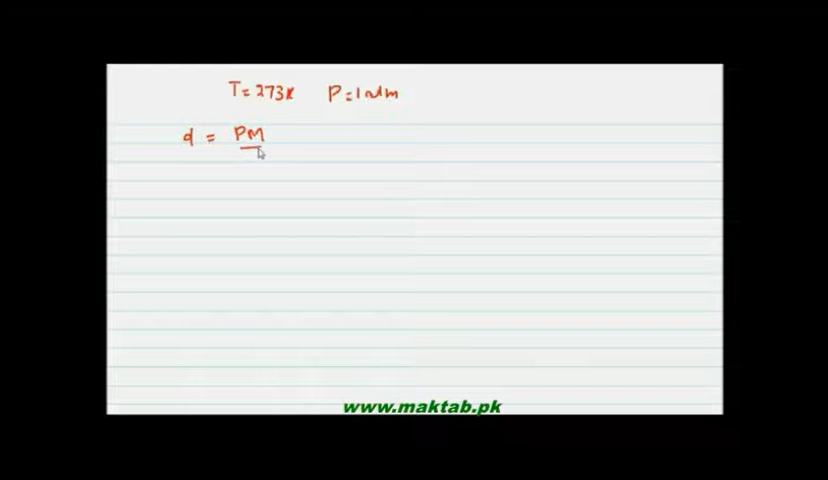 T = 273K P = 1 atm
d = PM
www.maktab.pk